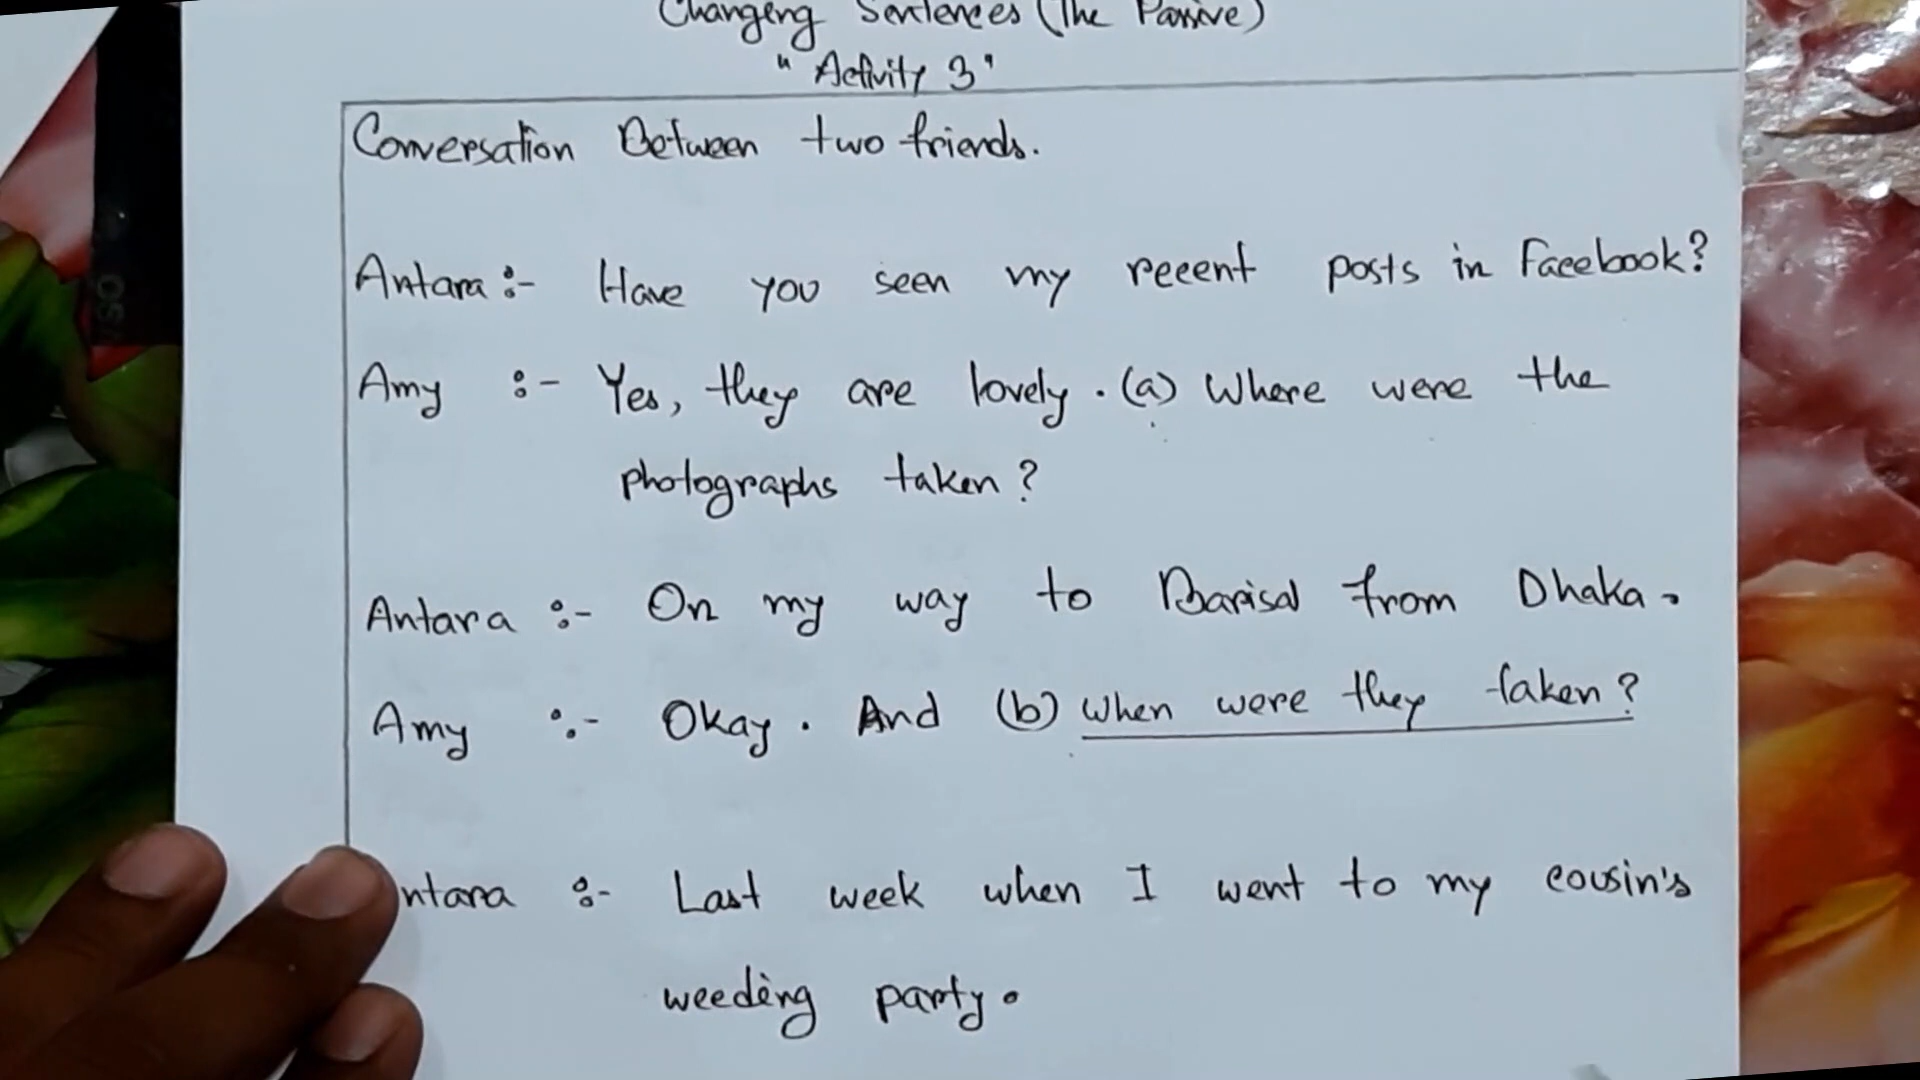 Changeng Sentences (The Passive)
"Activity 3"
Conversation Between two friends.
Antara :- Have you seen my recent posts in Facebook?
Amy :- Yes, they are lovely. (a) Where were the
photographs taken?
Antara :- On my way to Barisal from Dhaka.
Amy :- Okay. And (b) When were they taken?
ntara :- Last week when I went to my cousin's
weeding party.